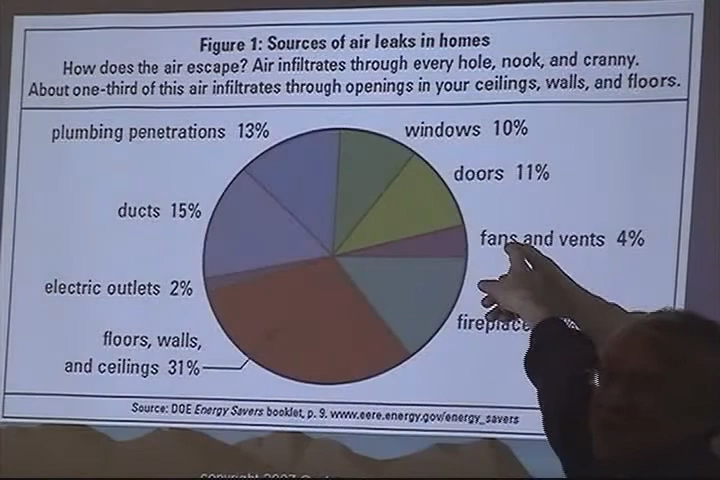 Figure 1: Sources of air leaks in homes
How does the air escape? Air infiltrates through every hole, nook, and cranny.
About one-third of this air infiltrates through openings in your ceilings, walls, and floors.
plumbing penetrations 13%
windows 10%
doors 11%
ducts 15%
fans and vents 4%
electric outlets 2%
fireplace
floors, walls,
and ceilings 31%
Source: DOE Energy Savers booklet, p. 9. www.eere.energy.gov/energy_savers
copyright 2007